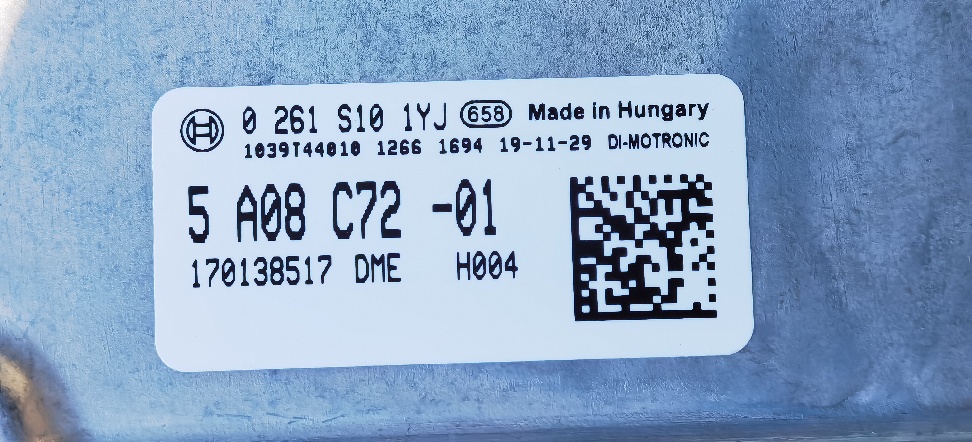 0 261 S10 1YJ 658 Made in Hungary
1039T44010 1266 1694 19-11-29 DI-MOTRONIC
5 A08 C72 -01
170138517 DME H004